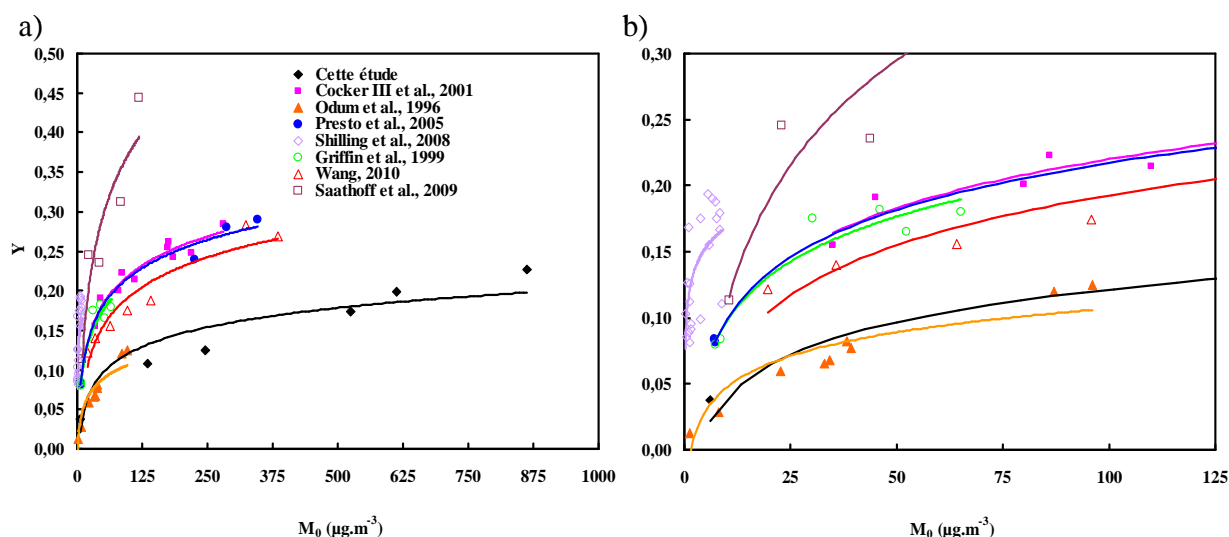 a)
0,50
0,45
0,40
0,35
0,30
0,25
0,20
0,15
0,10
0,05
0,00
Y
Cette étude
Cocker III et al., 2001
Odum et al., 1996
Presto et al., 2005
Shilling et al., 2008
Griffin et al., 1999
Wang, 2010
Saathoff et al., 2009
0 125 250 375 500 625 750 875 1000
M₀ (µg.m⁻³)
b)
0,30
0,25
0,20
0,15
0,10
0,05
0,00
0 25 50 75 100 125
M₀ (µg.m⁻³)